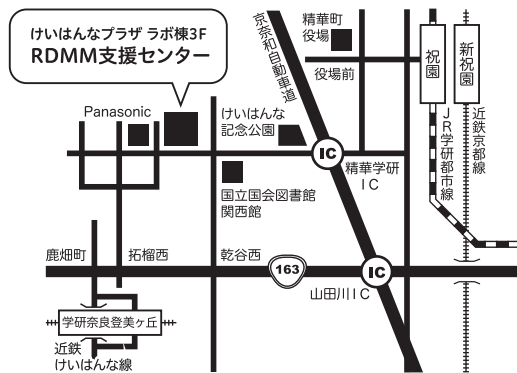 けいはんなプラザ ラボ棟3F
RDMM支援センター
京奈和自動車道
精華町
役場
役場前
祝園
新祝園
Panasonic
けいはんな
記念公園
IC
精華学研
IC
JR学研都市線
近鉄京都線
国立国会図書館
関西館
鹿畑町
拓榴西
乾谷西
163
IC
山田川IC
学研奈良登美ヶ丘
近鉄
けいはんな線